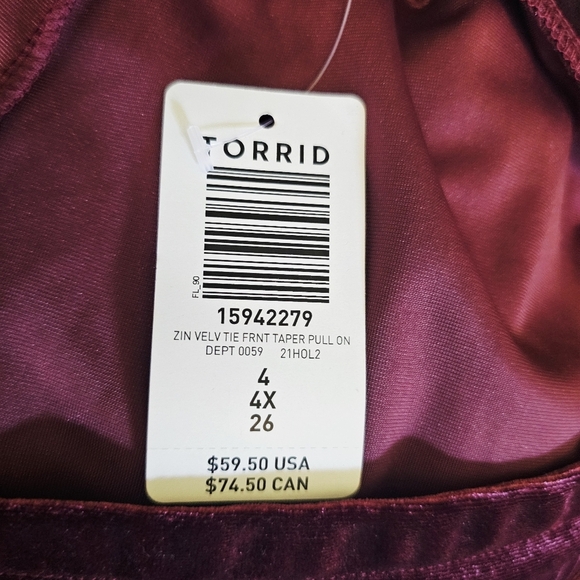 TORRID
FL_90
15942279
ZIN VELV TIE FRNT TAPER PULL ON
DEPT 0059 21HOL2
4
4X
26
$59.50 USA
$74.50 CAN